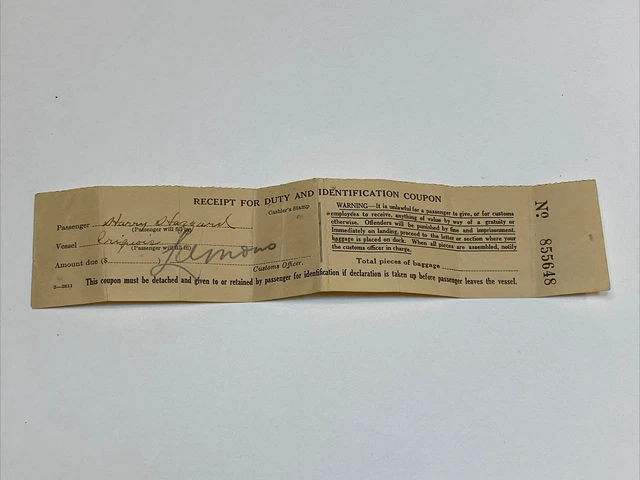 RECEIPT FOR DUTY AND IDENTIFICATION COUPON
Cashier's Stamp
Passenger Harry Haggard
(Passenger will fill in)
Vessel
(Passenger will fill in)
Amount due ($ )
Customs Officer.
WARNING—It is unlawful for a passenger to give, or for customs
employees to receive, anything of value by way of a gratuity or
otherwise. Offenders will be punished by fine and imprisonment.
Immediately on landing, proceed to the letter or section where your
baggage is placed on dock. When all pieces are assembled, notify
the customs officer in charge.
Total pieces of baggage
2—3811
This coupon must be detached and given to or retained by passenger for identification if declaration is taken up before passenger leaves the vessel.
No 855648